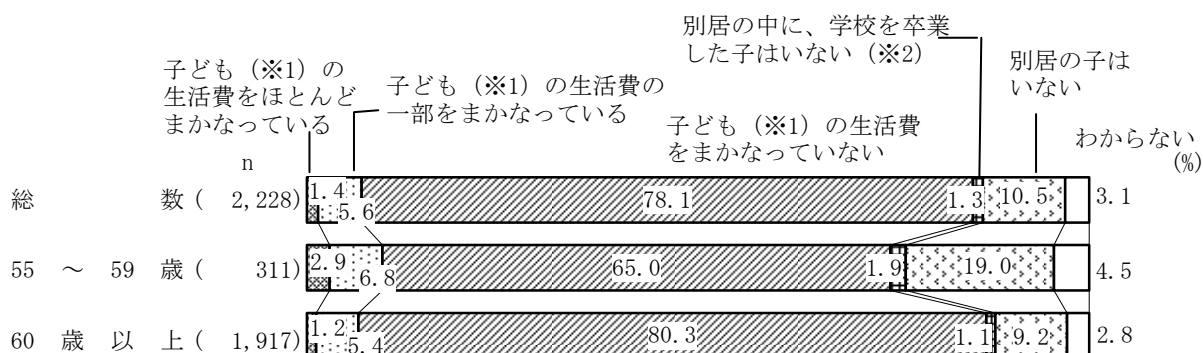 別居の中に、学校を卒業
した子はいない（※2）
別居の子は
いない
子ども（※1）の
生活費をほとんど
まかなっている
子ども（※1）の生活費の
一部をまかなっている
子ども（※1）の生活費
をまかなっていない
わからない
(%)
n
総 数( 2,228) 1.4 5.6 78.1 1.3 10.5 3.1
55 ～ 59 歳( 311) 2.9 6.8 65.0 1.9 19.0 4.5
60 歳 以 上( 1,917) 1.2 5.4 80.3 1.1 9.2 2.8